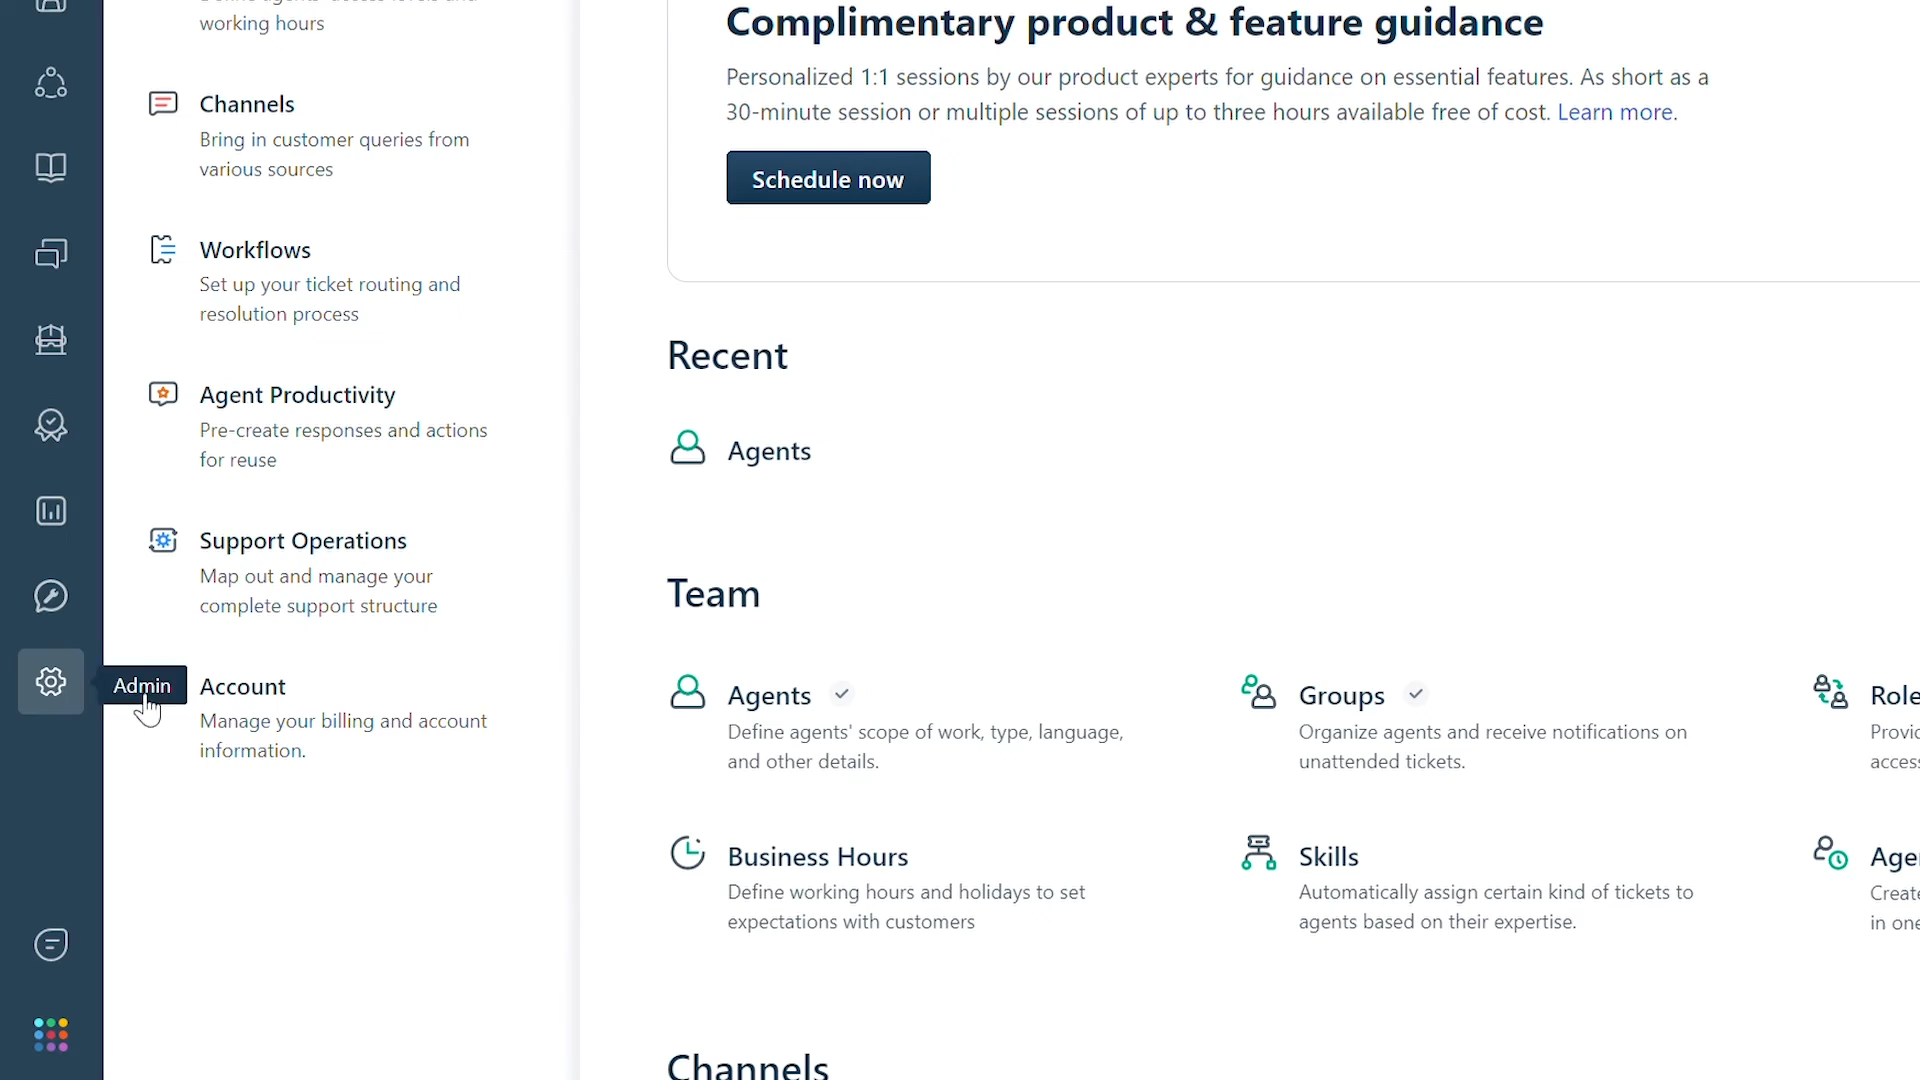 working hours
Channels
Bring in customer queries from
various sources
Workflows
Set up your ticket routing and
resolution process
Agent Productivity
Pre-create responses and actions
for reuse
Support Operations
Map out and manage your
complete support structure
Admin
Account
Manage your billing and account
information.
Complimentary product & feature guidance
Personalized 1:1 sessions by our product experts for guidance on essential features. As short as a
30-minute session or multiple sessions of up to three hours available free of cost. Learn more.
Schedule now
Recent
Agents
Team
Agents
Define agents' scope of work, type, language,
and other details.
Groups
Organize agents and receive notifications on
unattended tickets.
Role
Provi
acces
Business Hours
Define working hours and holidays to set
expectations with customers
Skills
Automatically assign certain kind of tickets to
agents based on their expertise.
Age
Create
in one
Channels